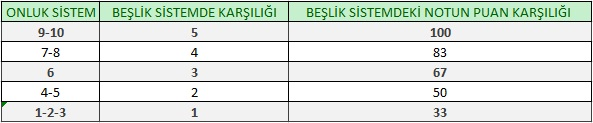 ONLUK SİSTEM BEŞLİK SİSTEMDE KARŞILIĞI BEŞLİK SİSTEMDEKİ NOTUN PUAN KARŞILIĞI
9-10 5 100
7-8 4 83
6 3 67
4-5 2 50
1-2-3 1 33